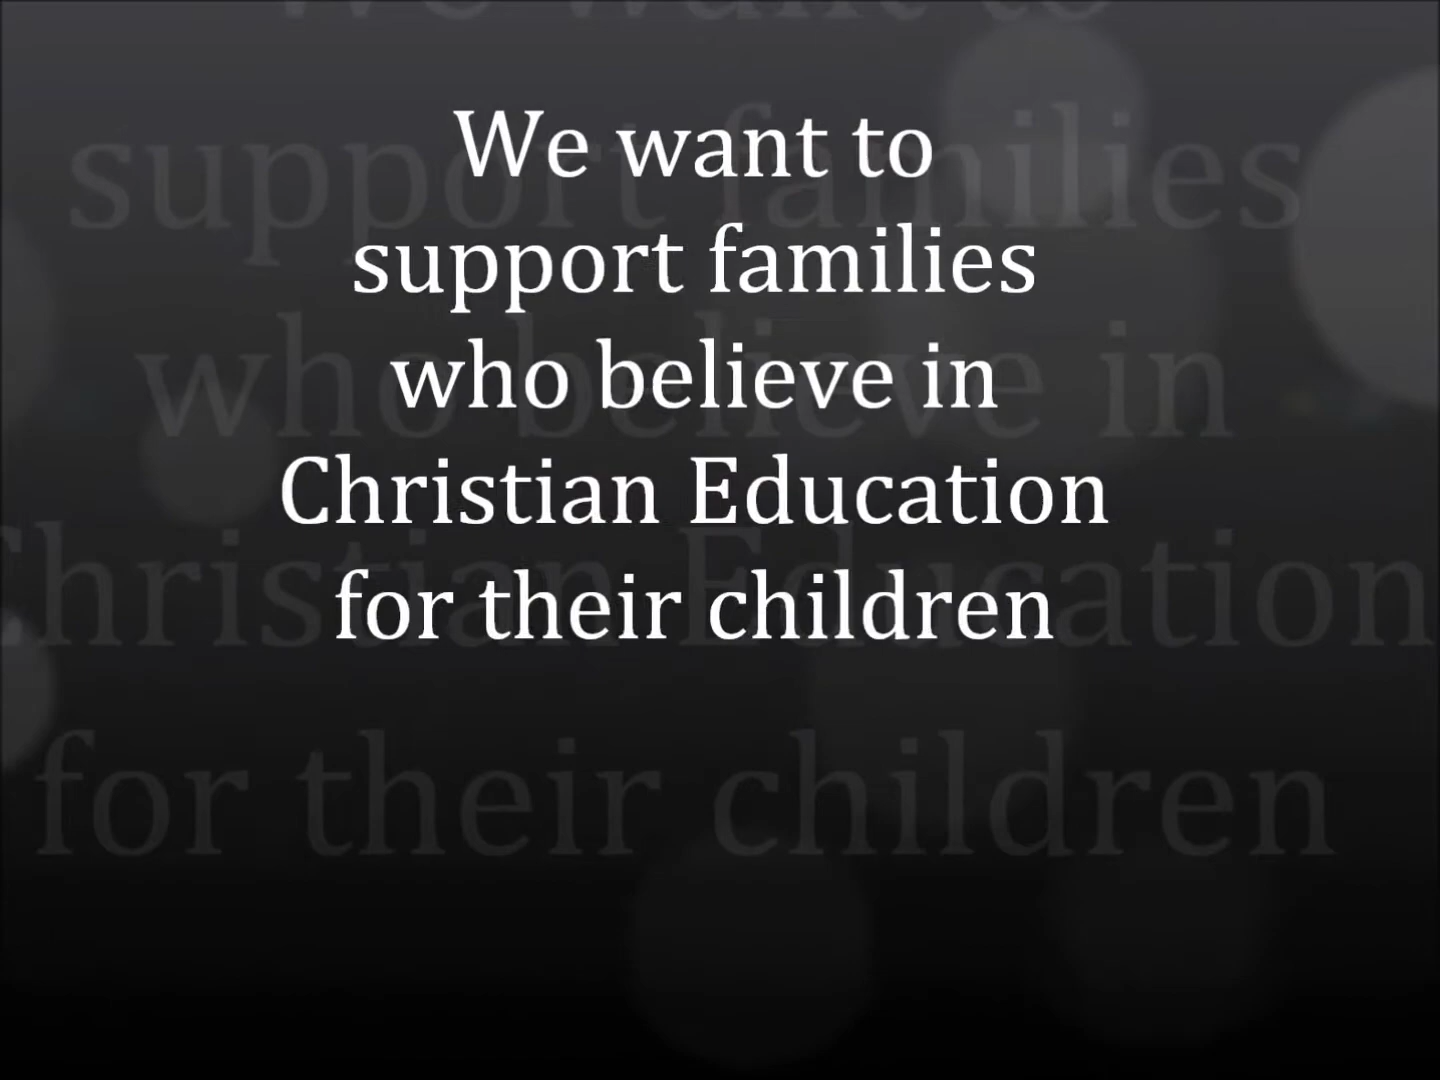 We want to
support families
who believe in
Christian Education
for their children